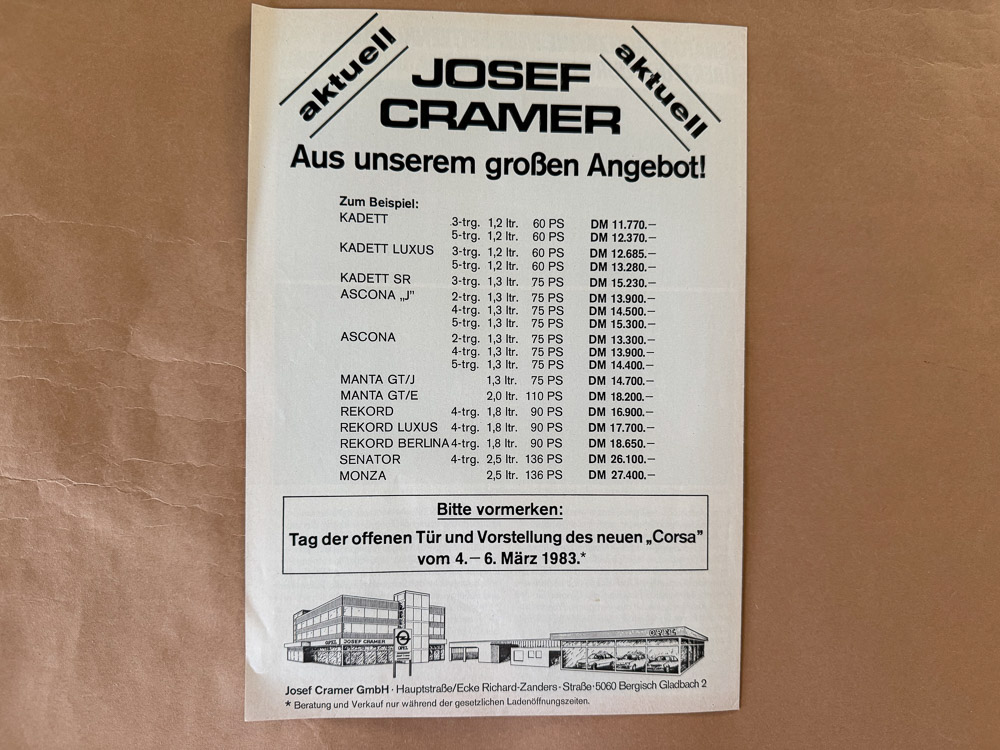 aktuell
JOSEF
CRAMER
aktuell
Aus unserem großen Angebot!
Zum Beispiel:
KADETT 3-trg. 1,2 ltr. 60 PS DM 11.770.—
5-trg. 1,2 ltr. 60 PS DM 12.370.—
KADETT LUXUS 3-trg. 1,2 ltr. 60 PS DM 12.685.—
5-trg. 1,2 ltr. 60 PS DM 13.280.—
KADETT SR 3-trg. 1,3 ltr. 75 PS DM 15.230.—
ASCONA „J" 2-trg. 1,3 ltr. 75 PS DM 13.900.—
4-trg. 1,3 ltr. 75 PS DM 14.500.—
5-trg. 1,3 ltr. 75 PS DM 15.300.—
ASCONA 2-trg. 1,3 ltr. 75 PS DM 13.300.—
4-trg. 1,3 ltr. 75 PS DM 13.900.—
5-trg. 1,3 ltr. 75 PS DM 14.400.—
MANTA GT/J 1,3 ltr. 75 PS DM 14.700.—
MANTA GT/E 2,0 ltr. 110 PS DM 18.200.—
REKORD 4-trg. 1,8 ltr. 90 PS DM 16.900.—
REKORD LUXUS 4-trg. 1,8 ltr. 90 PS DM 17.700.—
REKORD BERLINA 4-trg. 1,8 ltr. 90 PS DM 18.650.—
SENATOR 4-trg. 2,5 ltr. 136 PS DM 26.100.—
MONZA 2,5 ltr. 136 PS DM 27.400.—
Bitte vormerken:
Tag der offenen Tür und Vorstellung des neuen „Corsa"
vom 4.— 6. März 1983.*
OPEL JOSEF CRAMER
OPEL
OPEL
Josef Cramer GmbH · Hauptstraße/Ecke Richard-Zanders-Straße · 5060 Bergisch Gladbach 2
* Beratung und Verkauf nur während der gesetzlichen Ladenöffnungszeiten.